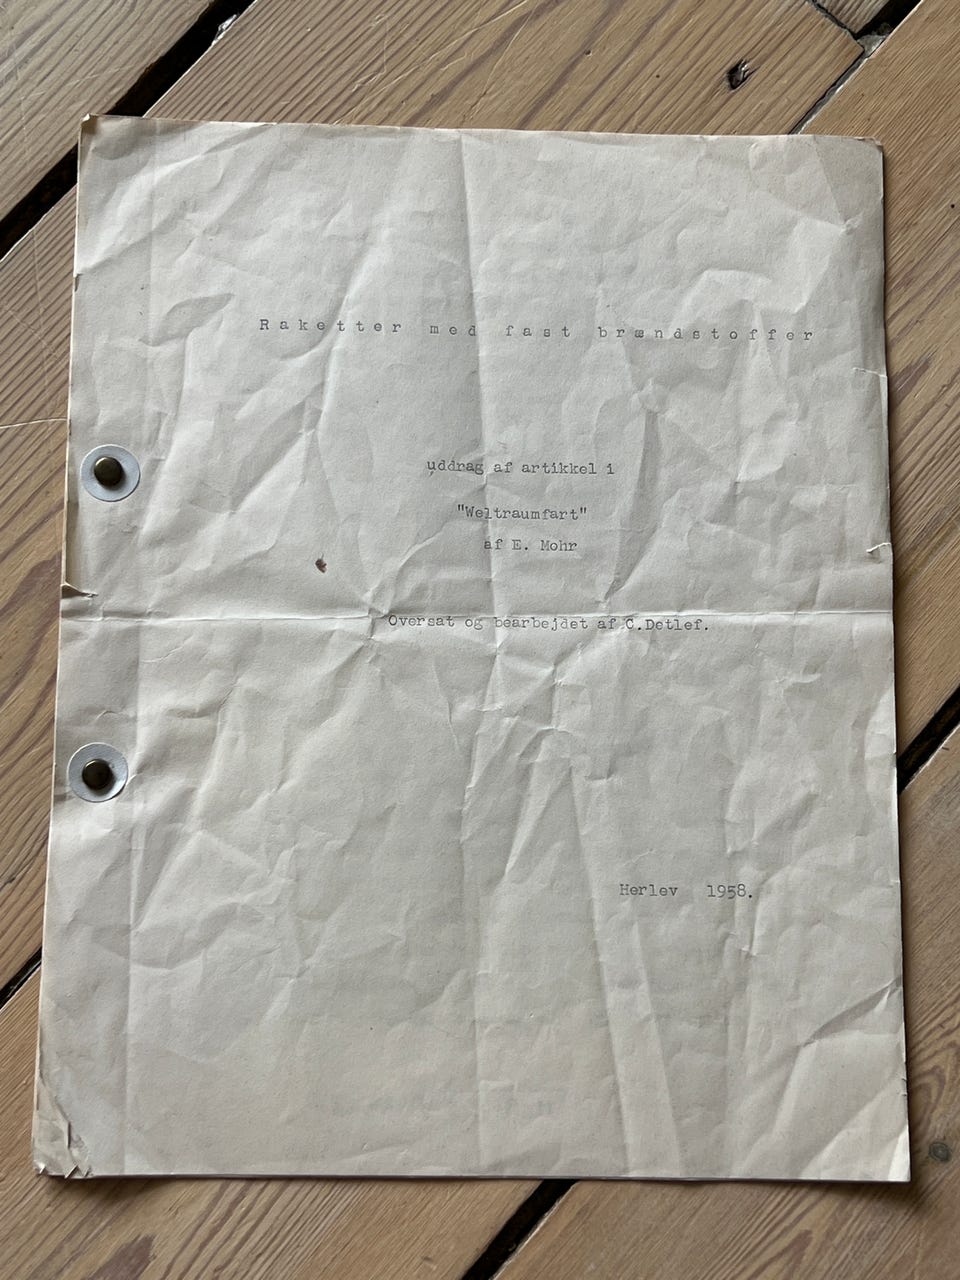 Raketter med fast brændstoffer
uddrag af artikkel i
"Weltraumfart"
af E. Mohr
Oversat og bearbejdet af C.Detlef.
Herlev 1958.